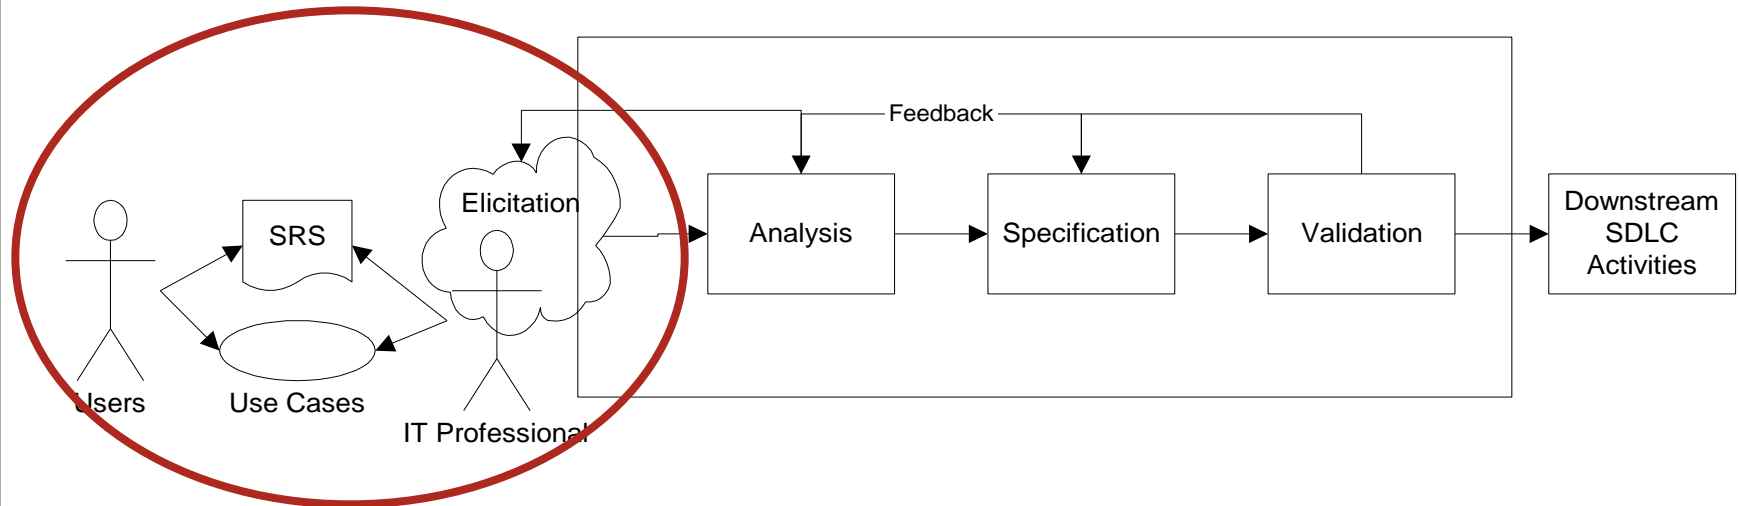 Feedback
Elicitation
SRS
Analysis
Specification
Validation
Downstream
SDLC
Activities
Users
Use Cases
IT Professional